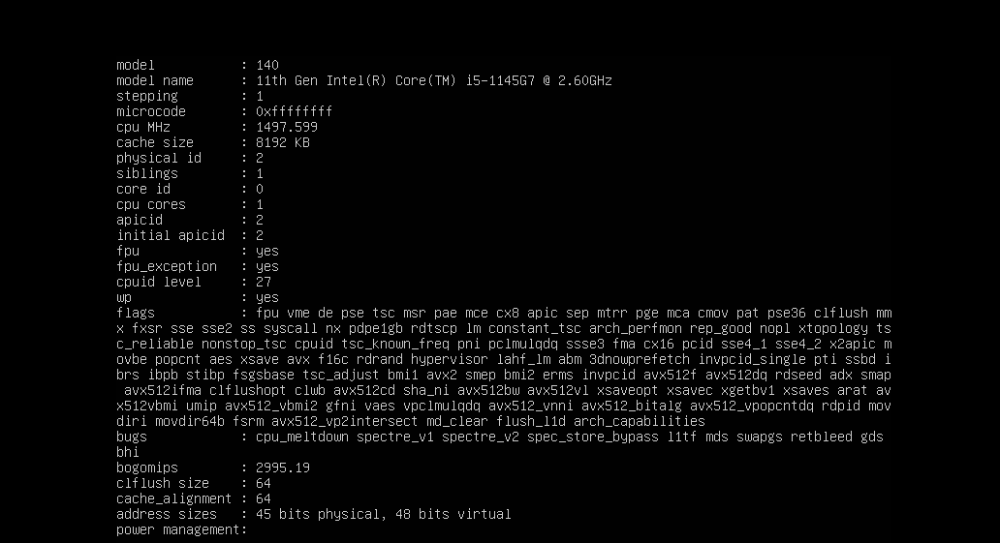 model           : 140
model name      : 11th Gen Intel(R) Core(TM) i5-1145G7 @ 2.60GHz
stepping        : 1
microcode       : 0xffffffff
cpu MHz         : 1497.599
cache size      : 8192 KB
physical id     : 2
siblings        : 1
core id         : 0
cpu cores       : 1
apicid          : 2
initial apicid  : 2
fpu             : yes
fpu_exception   : yes
cpuid level     : 27
wp              : yes
flags           : fpu vme de pse tsc msr pae mce cx8 apic sep mtrr pge mca cmov pat pse36 clflush mm
x fxsr sse sse2 ss syscall nx pdpe1gb rdtscp lm constant_tsc arch_perfmon rep_good nopl xtopology ts
c_reliable nonstop_tsc cpuid tsc_known_freq pni pclmulqdq ssse3 fma cx16 pcid sse4_1 sse4_2 x2apic m
ovbe popcnt aes xsave avx f16c rdrand hypervisor lahf_lm abm 3dnowprefetch invpcid_single pti ssbd i
brs ibpb stibp fsgsbase tsc_adjust bmi1 avx2 smep bmi2 erms invpcid avx512f avx512dq rdseed adx smap
 avx512ifma clflushopt clwb avx512cd sha_ni avx512bw avx512vl xsaveopt xsavec xgetbv1 xsaves arat av
x512vbmi umip avx512_vbmi2 gfni vaes vpclmulqdq avx512_vnni avx512_bitalg avx512_vpopcntdq rdpid mov
diri movdir64b fsrm avx512_vp2intersect md_clear flush_l1d arch_capabilities
bugs            : cpu_meltdown spectre_v1 spectre_v2 spec_store_bypass l1tf mds swapgs retbleed gds
bhi
bogomips        : 2995.19
clflush size    : 64
cache_alignment : 64
address sizes   : 45 bits physical, 48 bits virtual
power management: